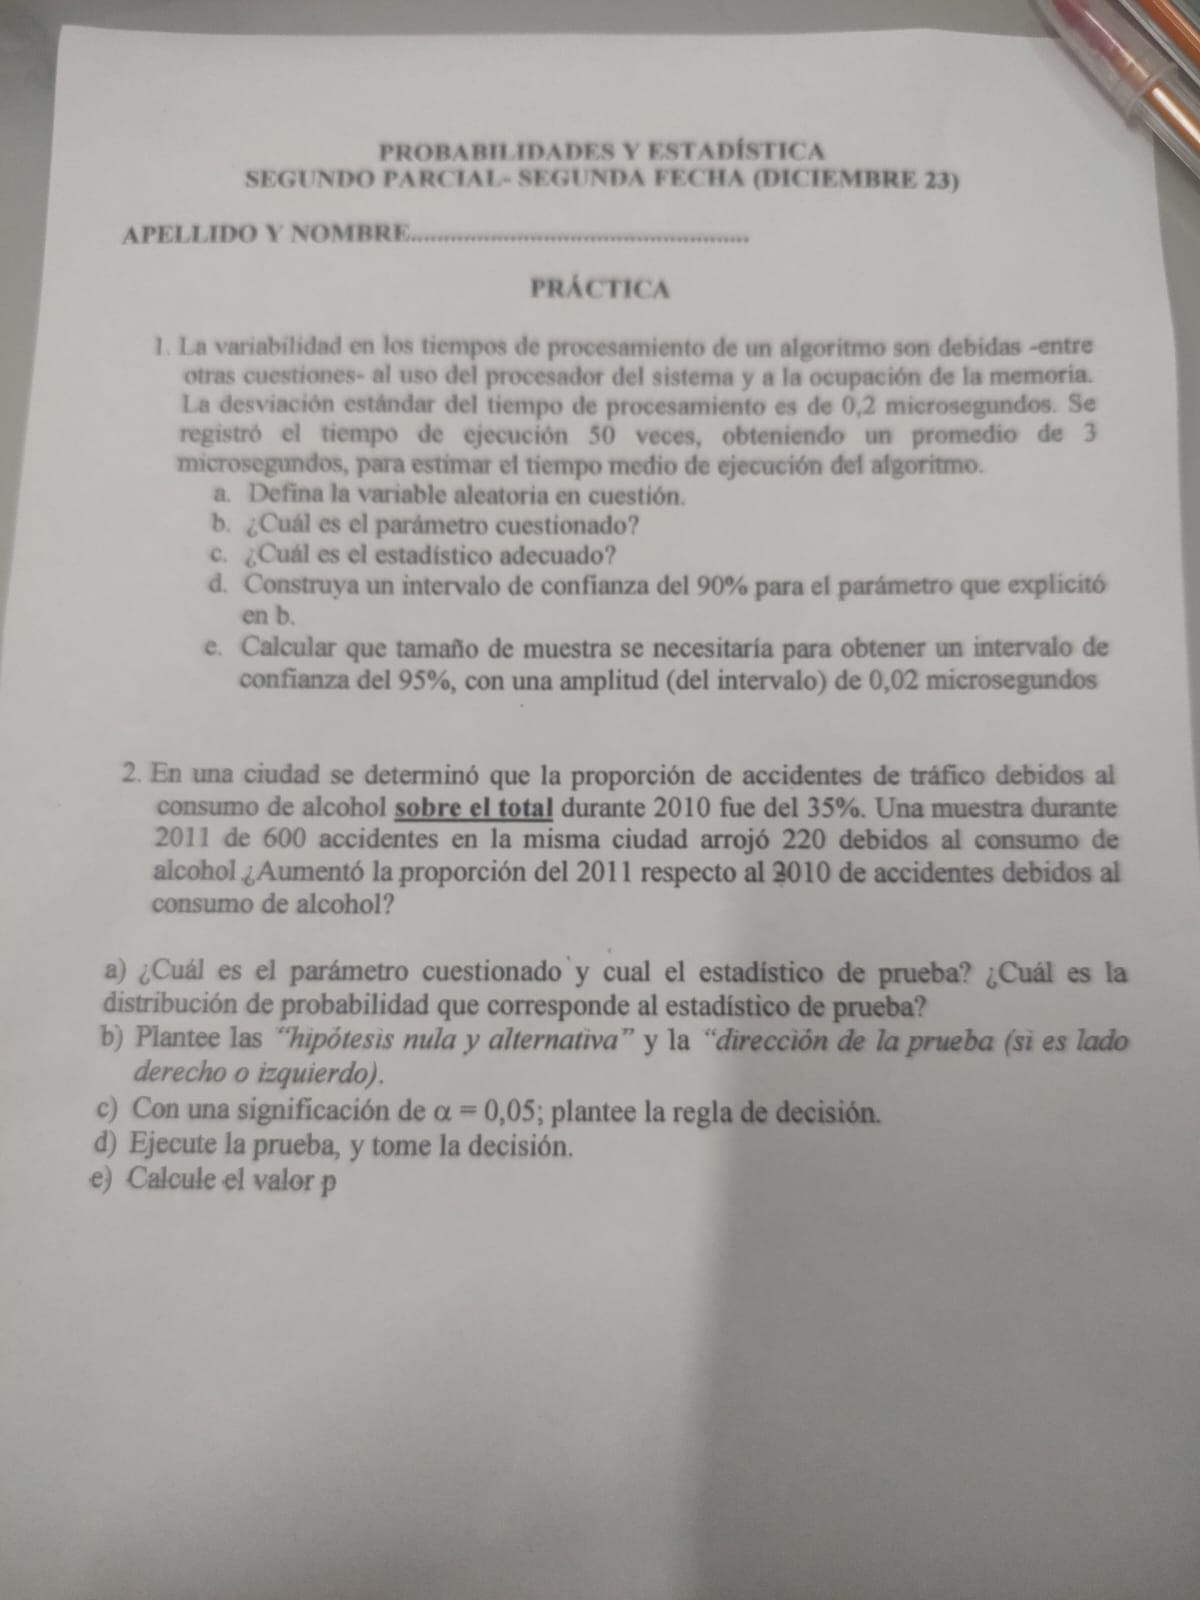 PROBABILIDADES Y ESTADÍSTICA
SEGUNDO PARCIAL- SEGUNDA FECHA (DICIEMBRE 23)
APELLIDO Y NOMBRE....................................................
PRÁCTICA
1. La variabilidad en los tiempos de procesamiento de un algoritmo son debidas -entre
otras cuestiones- al uso del procesador del sistema y a la ocupación de la memoria.
La desviación estándar del tiempo de procesamiento es de 0,2 microsegundos. Se
registró el tiempo de ejecución 50 veces, obteniendo un promedio de 3
microsegundos, para estimar el tiempo medio de ejecución del algoritmo.
a. Defina la variable aleatoria en cuestión.
b. ¿Cuál es el parámetro cuestionado?
c. ¿Cuál es el estadístico adecuado?
d. Construya un intervalo de confianza del 90% para el parámetro que explicitó
en b.
e. Calcular que tamaño de muestra se necesitaría para obtener un intervalo de
confianza del 95%, con una amplitud (del intervalo) de 0,02 microsegundos
2. En una ciudad se determinó que la proporción de accidentes de tráfico debidos al
consumo de alcohol sobre el total durante 2010 fue del 35%. Una muestra durante
2011 de 600 accidentes en la misma ciudad arrojó 220 debidos al consumo de
alcohol ¿Aumentó la proporción del 2011 respecto al 2010 de accidentes debidos al
consumo de alcohol?
a) ¿Cuál es el parámetro cuestionado y cual el estadístico de prueba? ¿Cuál es la
distribución de probabilidad que corresponde al estadístico de prueba?
b) Plantee las "hipótesis nula y alternativa" y la "dirección de la prueba (si es lado
derecho o izquierdo).
c) Con una significación de α = 0,05; plantee la regla de decisión.
d) Ejecute la prueba, y tome la decisión.
e) Calcule el valor p